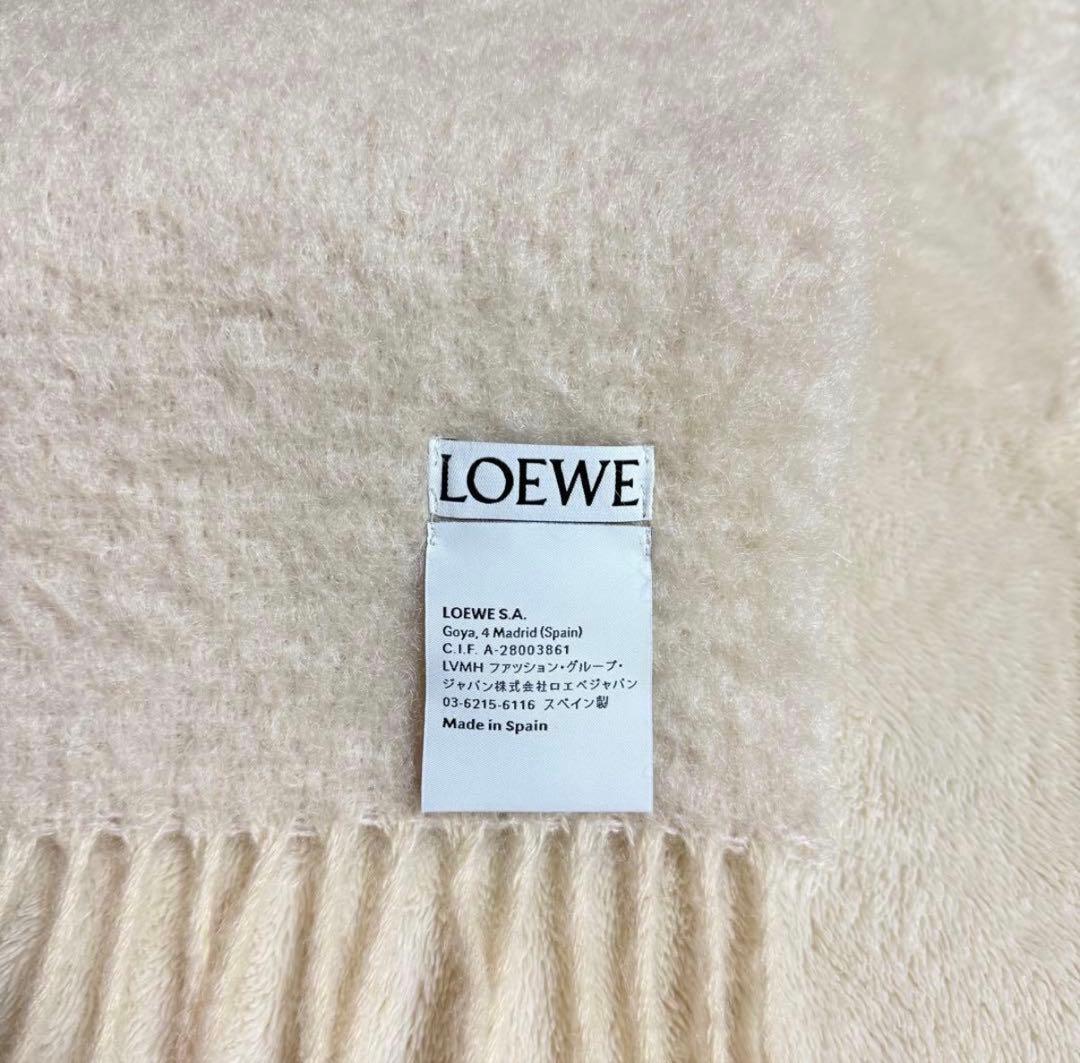 LOEWE
LOEWE S.A.
Goya, 4 Madrid (Spain)
C.I.F. A-28003861
LVMH ファッション・グループ・
ジャパン株式会社ロエベジャパン
03-6215-6116 スペイン製
Made in Spain